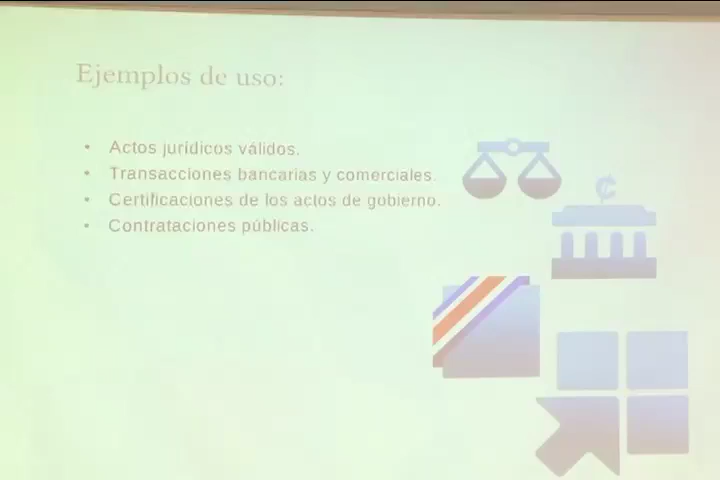 Ejemplos de uso:
• Actos jurídicos válidos.
• Transacciones bancarias y comerciales.
• Certificaciones de los actos de gobierno.
• Contrataciones públicas.
₡